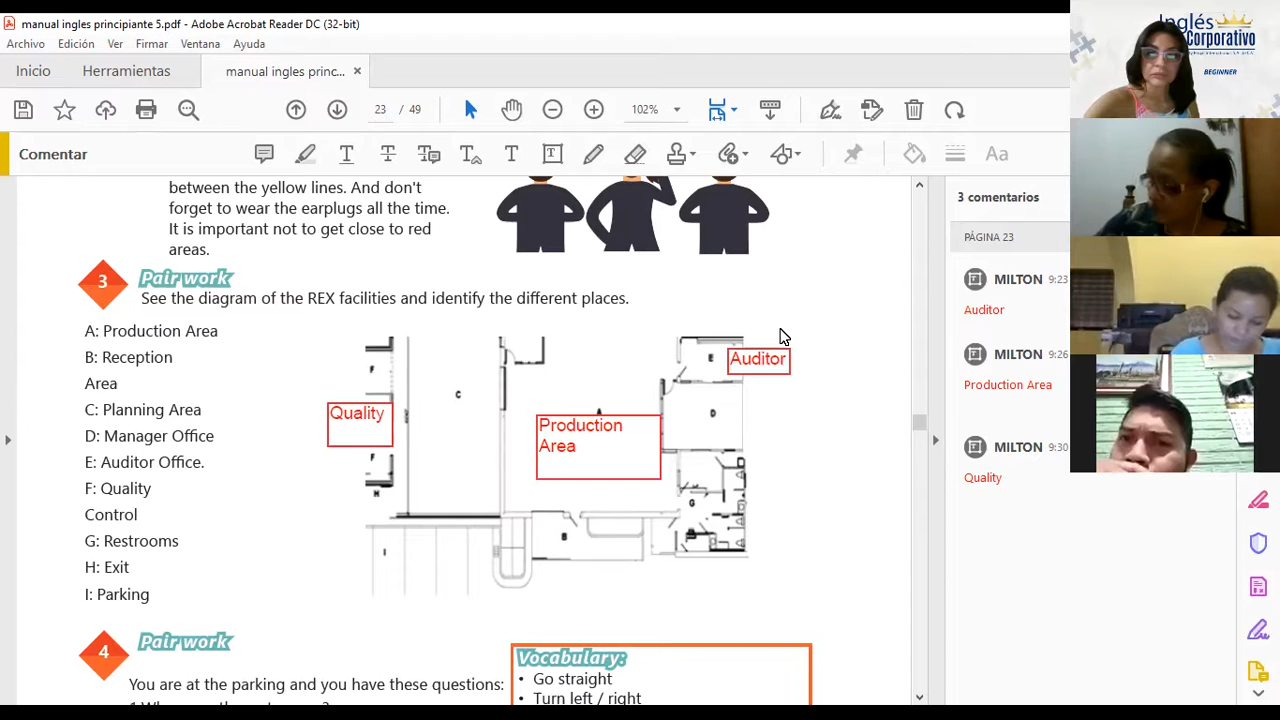 manual ingles principiante 5.pdf - Adobe Acrobat Reader DC (32-bit)
Archivo Edición Ver Firmar Ventana Ayuda
Inicio Herramientas manual ingles princ... ×
23 / 49 102%
Comentar
between the yellow lines. And don't
forget to wear the earplugs all the time.
It is important not to get close to red
areas.
3 Pair work
See the diagram of the REX facilities and identify the different places.
A: Production Area
B: Reception
Area
C: Planning Area
D: Manager Office
E: Auditor Office.
F: Quality
Control
G: Restrooms
H: Exit
I: Parking
F
C
E
Auditor
Quality
A
D
Production
Area
F
H
G
B
I
4 Pair work
You are at the parking and you have these questions:
Vocabulary:
• Go straight
• Turn left / right
3 comentarios
PÁGINA 23
MILTON 9:23
Auditor
MILTON 9:26
Production Area
MILTON 9:30
Quality
Inglés
Corporativo
BEGINNER